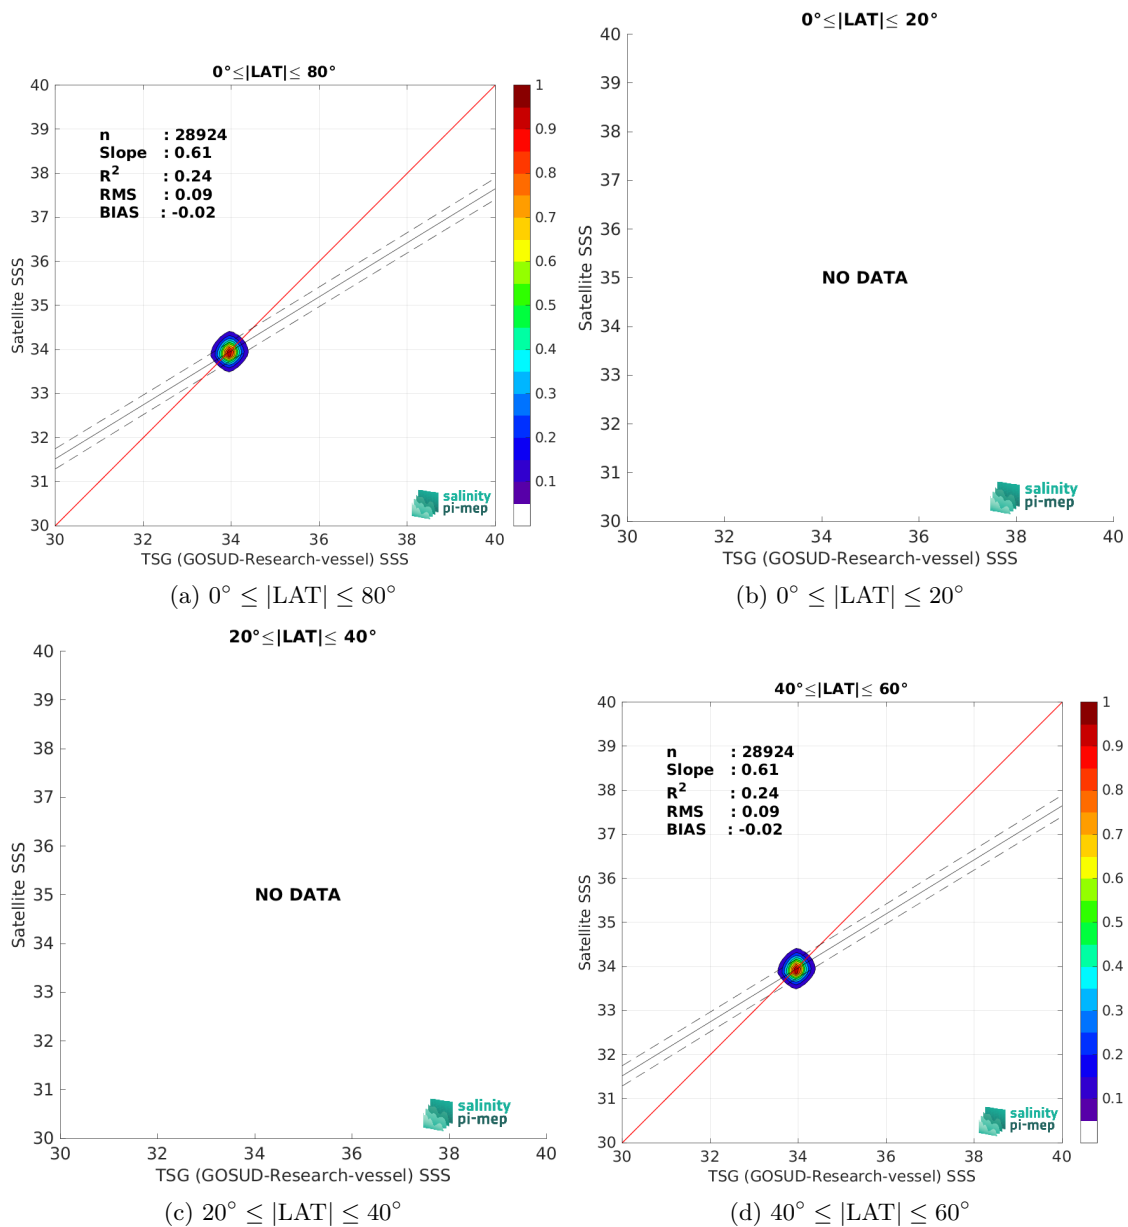 0°≤|LAT|≤ 80°
40
39
38
37
36
35
34
33
32
31
30
30
32
34
36
38
40
Satellite SSS
TSG (GOSUD-Research-vessel) SSS
n : 28924
Slope : 0.61
R² : 0.24
RMS : 0.09
BIAS : -0.02
1
0.9
0.8
0.7
0.6
0.5
0.4
0.3
0.2
0.1
salinity
pi-mep
(a) 0° ≤ |LAT| ≤ 80°
0°≤|LAT|≤ 20°
40
39
38
37
36
35
34
33
32
31
30
30
32
34
36
38
40
Satellite SSS
TSG (GOSUD-Research-vessel) SSS
NO DATA
salinity
pi-mep
(b) 0° ≤ |LAT| ≤ 20°
20°≤|LAT|≤ 40°
40
39
38
37
36
35
34
33
32
31
30
30
32
34
36
38
40
Satellite SSS
TSG (GOSUD-Research-vessel) SSS
NO DATA
salinity
pi-mep
(c) 20° ≤ |LAT| ≤ 40°
40°≤|LAT|≤ 60°
40
39
38
37
36
35
34
33
32
31
30
30
32
34
36
38
40
Satellite SSS
TSG (GOSUD-Research-vessel) SSS
n : 28924
Slope : 0.61
R² : 0.24
RMS : 0.09
BIAS : -0.02
1
0.9
0.8
0.7
0.6
0.5
0.4
0.3
0.2
0.1
salinity
pi-mep
(d) 40° ≤ |LAT| ≤ 60°